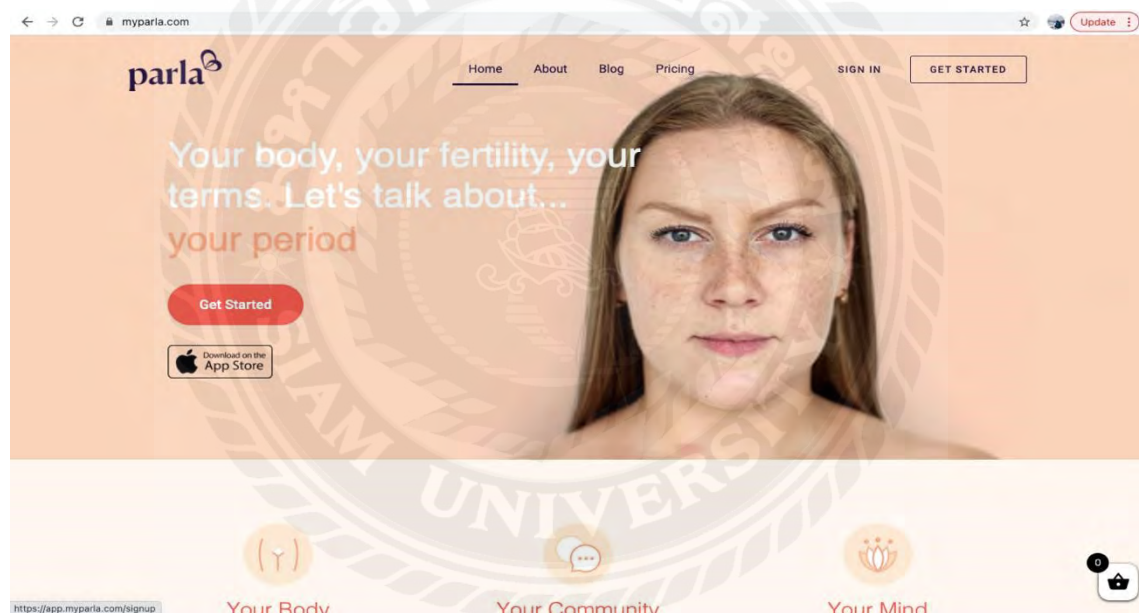 myparla.com
Update
parla
Home About Blog Pricing SIGN IN GET STARTED
Your body, your fertility, your
terms. Let's talk about...
your period
Get Started
Download on the
App Store
SIAM UNIVERSITY
Your Body Your Community Your Mind
0
https://app.myparla.com/signup